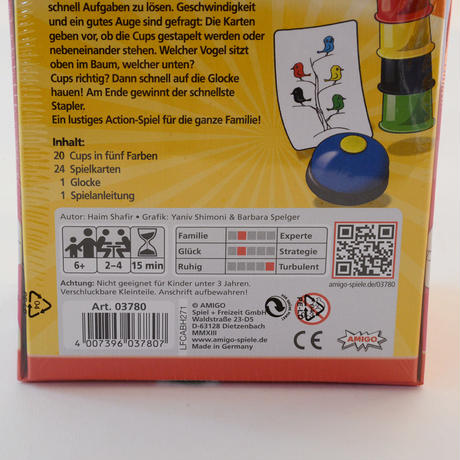 schnell Aufgaben zu lösen. Geschwindigkeit
und ein gutes Auge sind gefragt: Die Karten
geben vor, ob die Cups gestapelt werden oder
nebeneinander stehen. Welcher Vogel sitzt
oben im Baum, welcher unten?
Cups richtig? Dann schnell auf die Glocke
hauen! Am Ende gewinnt der schnellste
Stapler.
Ein lustiges Action-Spiel für die ganze Familie!
Inhalt:
20 Cups in fünf Farben
24 Spielkarten
1 Glocke
1 Spielanleitung
Autor: Haim Shafir • Grafik: Yaniv Shimoni & Barbara Spelger
6+ 2–4 15 min
Familie Experte
Glück Strategie
Ruhig Turbulent
amigo-spiele.de/03780
Achtung: Nicht geeignet für Kinder unter 3 Jahren.
Verschluckbare Kleinteile. Anschrift aufbewahren!
Art. 03780
4 007396 037807
LFCABH271
© AMIGO
Spiel + Freizeit GmbH
Waldstraße 23-D5
D-63128 Dietzenbach
MMXIII
www.amigo-spiele.de
Made in Germany
0-3
CE
AMIGO
04